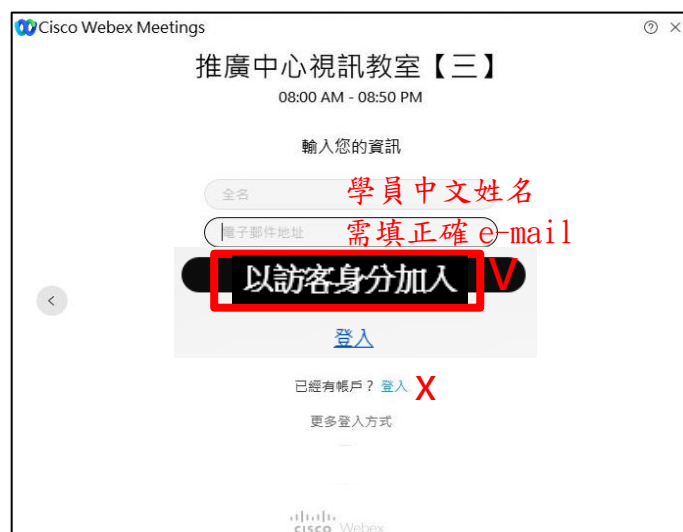 Cisco Webex Meetings
推廣中心視訊教室【三】
08:00 AM - 08:50 PM
輸入您的資訊
全名 學員中文姓名
電子郵件地址 需填正確 e-mail
以訪客身分加入 V
登入
已經有帳戶？ 登入 X
更多登入方式
CISCO Webex